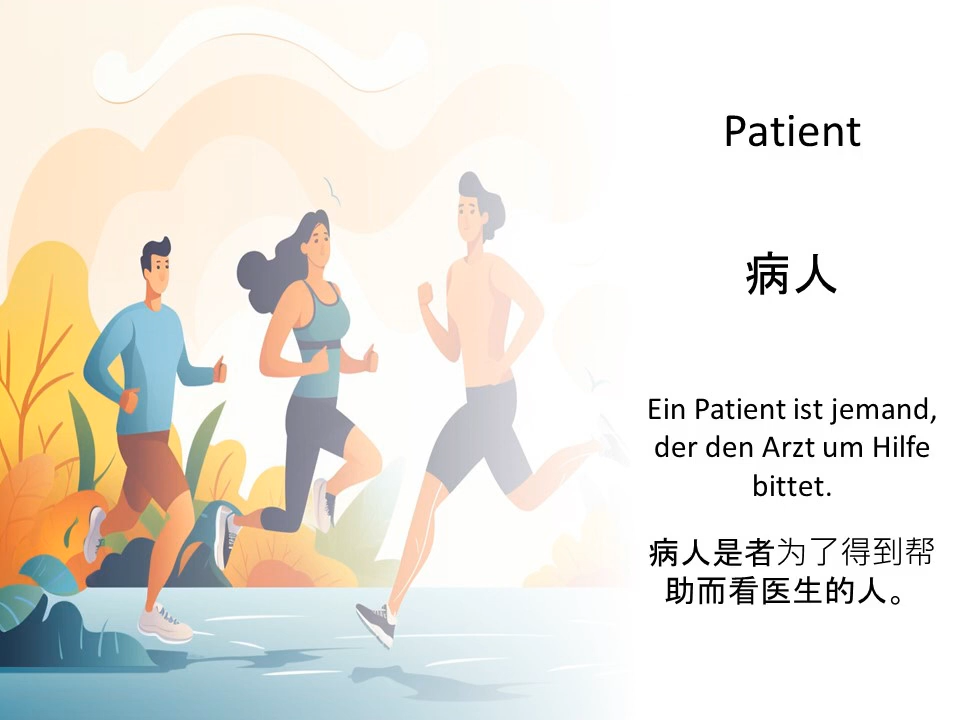 Patient
病人
Ein Patient ist jemand,
der den Arzt um Hilfe
bittet.
病人是者为了得到帮
助而看医生的人。